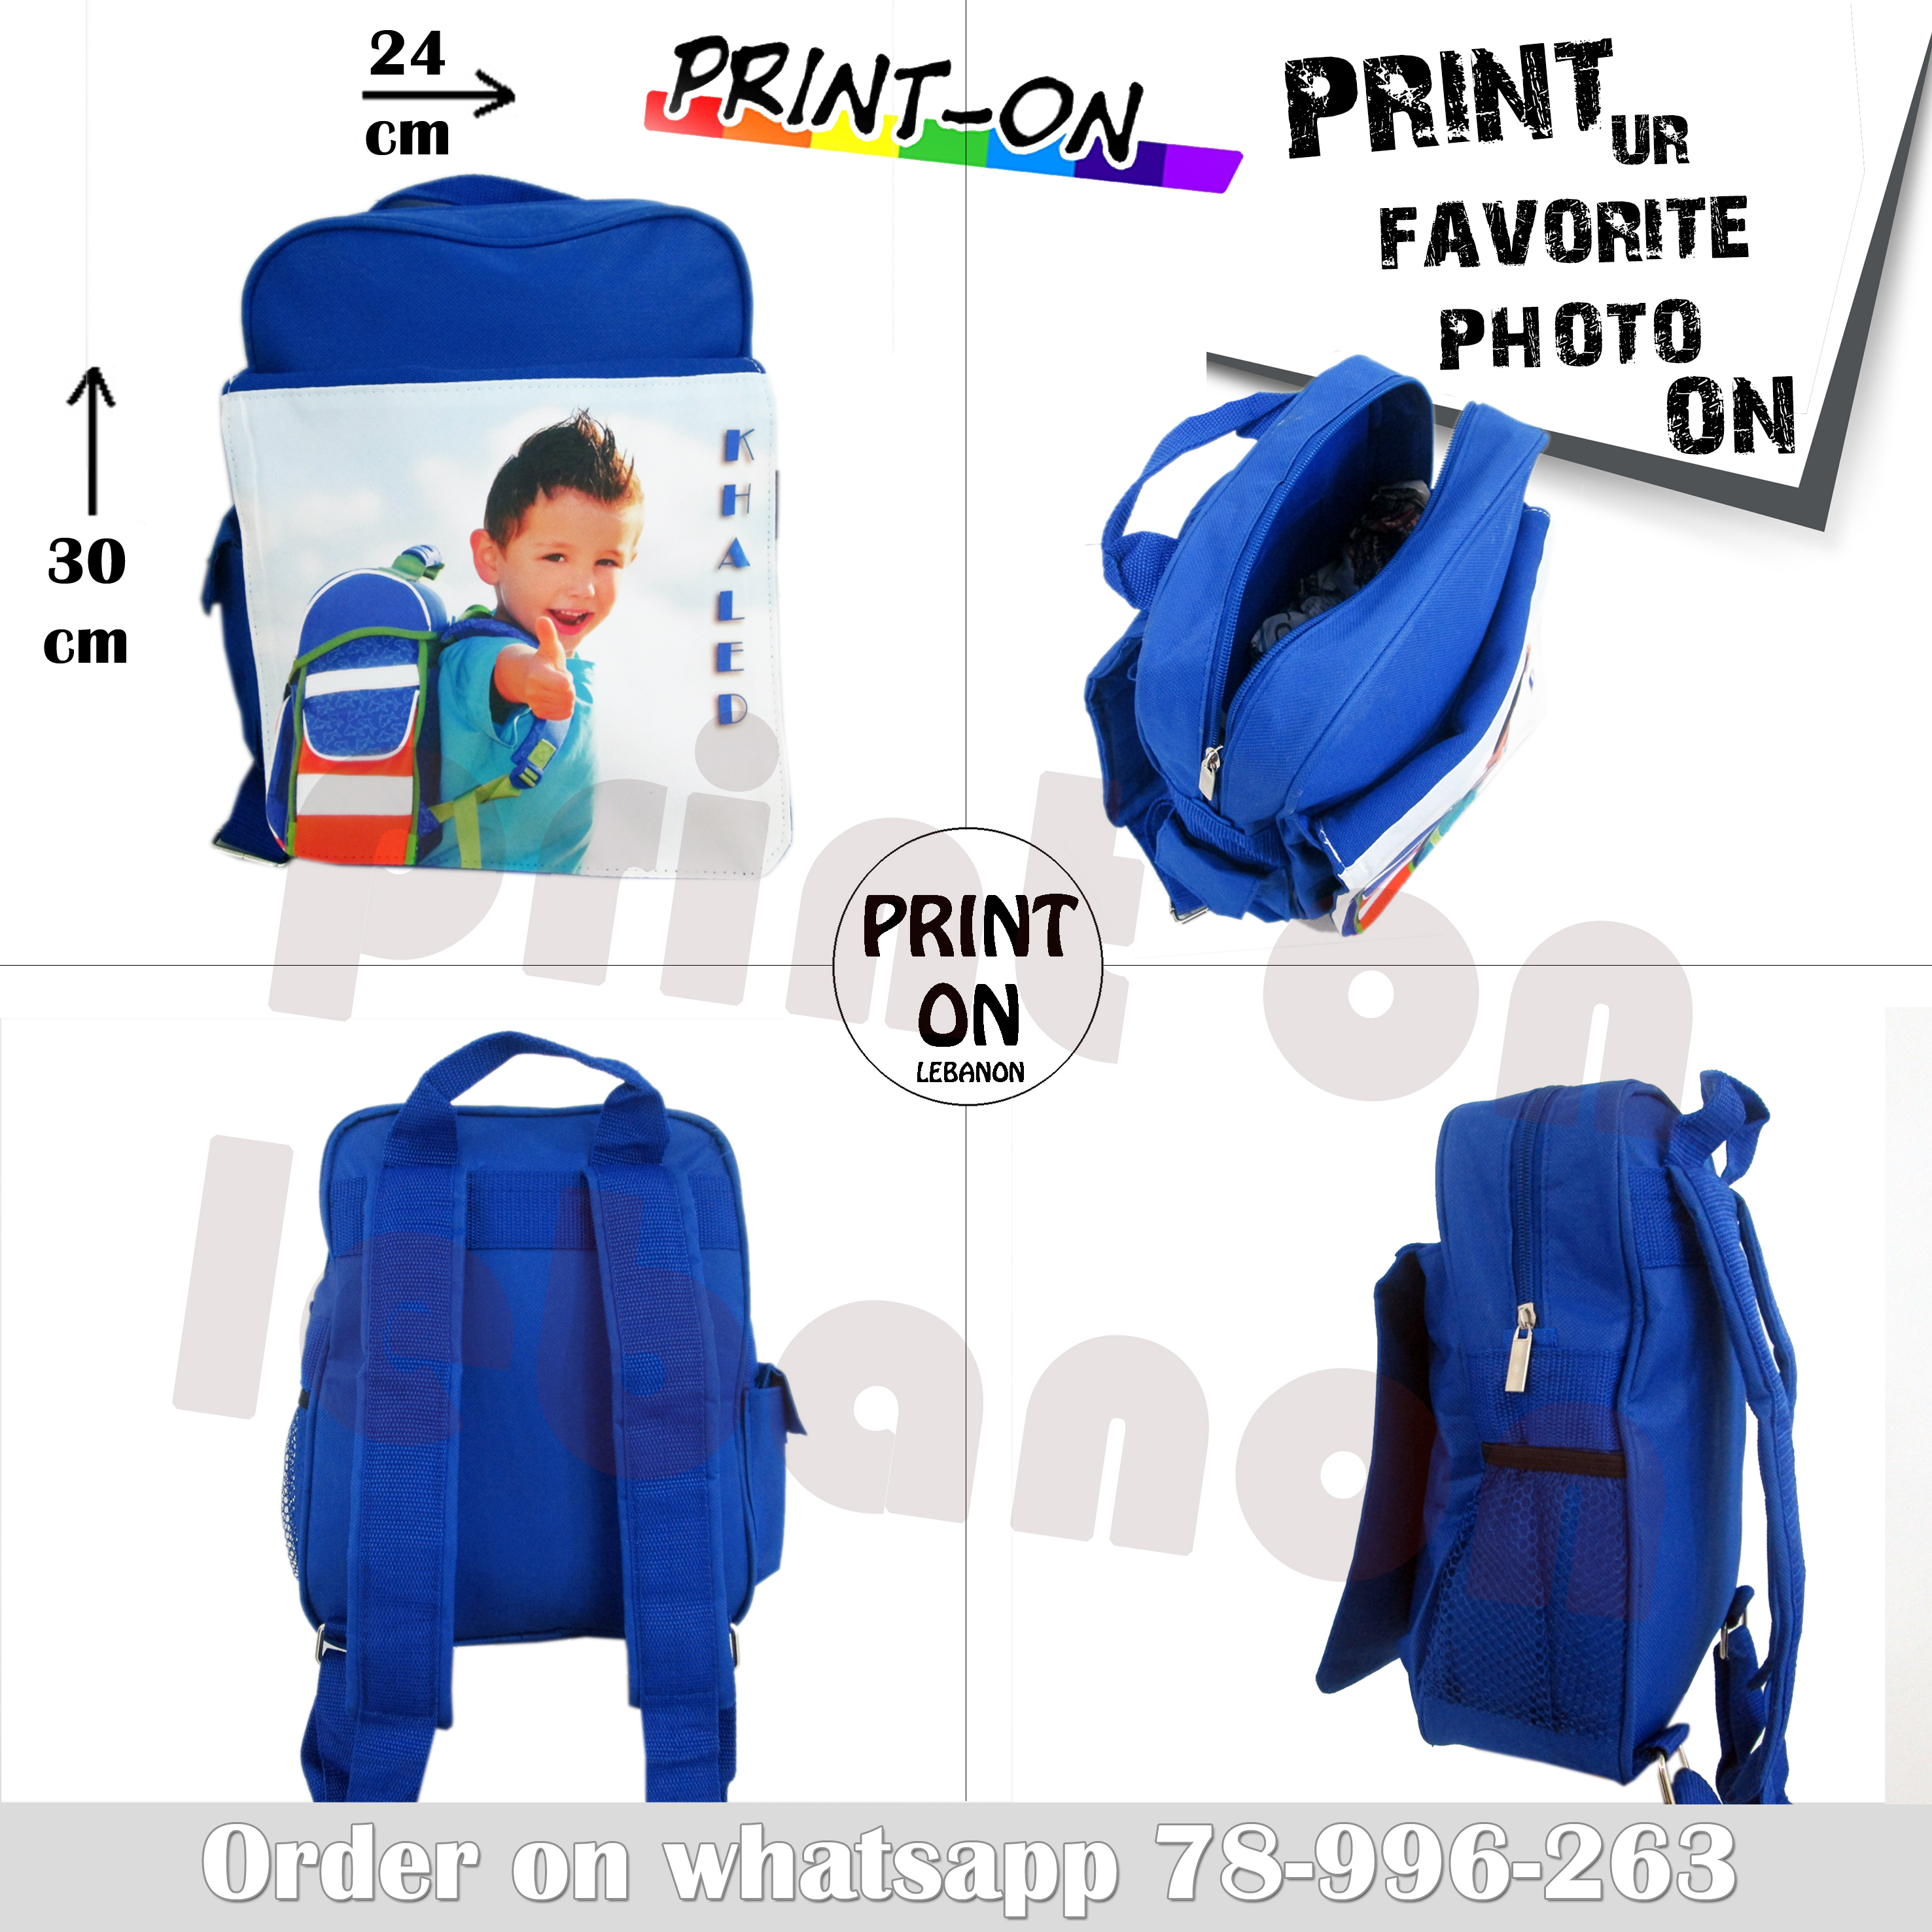 24
cm
PRINT-ON
PRINT UR
FAVORITE
PHOTO
ON
30
cm
KHALED
PRINT
ON
LEBANON
print on
lebanon
Order on whatsapp 78-996-263